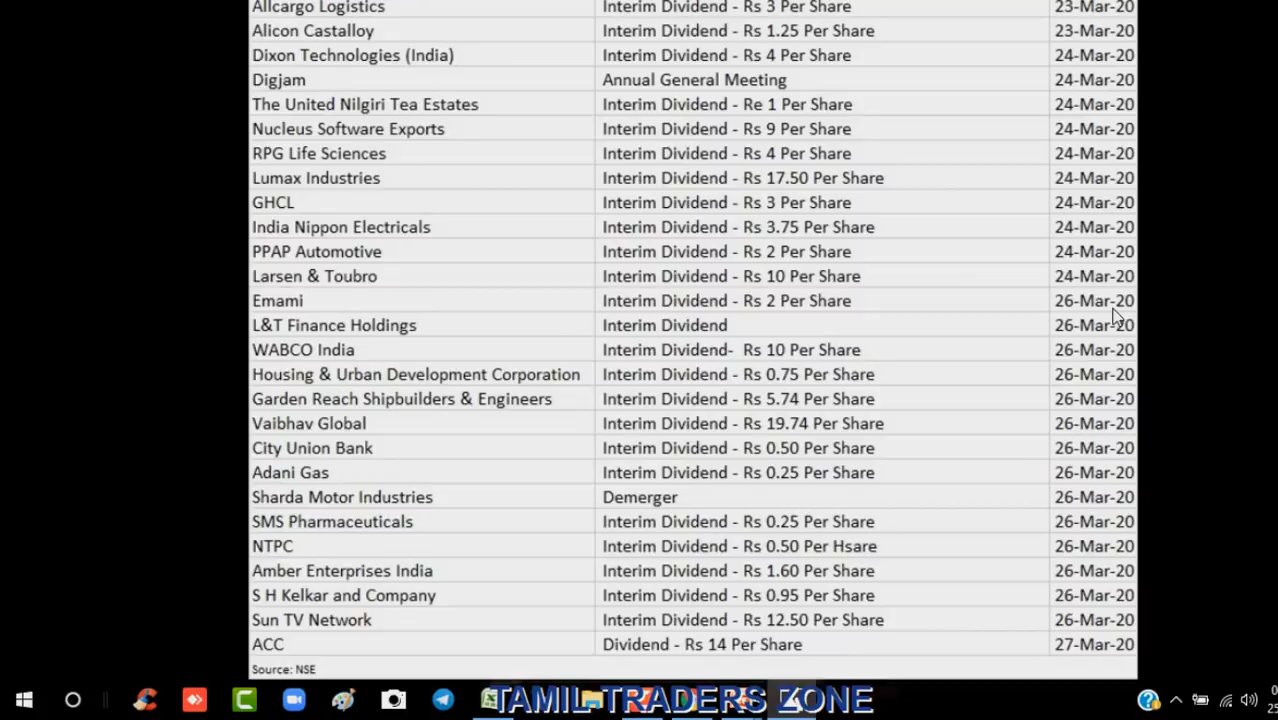 Allcargo Logistics Interim Dividend - Rs 3 Per Share 23-Mar-20
Alicon Castalloy Interim Dividend - Rs 1.25 Per Share 23-Mar-20
Dixon Technologies (India) Interim Dividend - Rs 4 Per Share 24-Mar-20
Digjam Annual General Meeting 24-Mar-20
The United Nilgiri Tea Estates Interim Dividend - Re 1 Per Share 24-Mar-20
Nucleus Software Exports Interim Dividend - Rs 9 Per Share 24-Mar-20
RPG Life Sciences Interim Dividend - Rs 4 Per Share 24-Mar-20
Lumax Industries Interim Dividend - Rs 17.50 Per Share 24-Mar-20
GHCL Interim Dividend - Rs 3 Per Share 24-Mar-20
India Nippon Electricals Interim Dividend - Rs 3.75 Per Share 24-Mar-20
PPAP Automotive Interim Dividend - Rs 2 Per Share 24-Mar-20
Larsen & Toubro Interim Dividend - Rs 10 Per Share 24-Mar-20
Emami Interim Dividend - Rs 2 Per Share 26-Mar-20
L&T Finance Holdings Interim Dividend 26-Mar-20
WABCO India Interim Dividend- Rs 10 Per Share 26-Mar-20
Housing & Urban Development Corporation Interim Dividend - Rs 0.75 Per Share 26-Mar-20
Garden Reach Shipbuilders & Engineers Interim Dividend - Rs 5.74 Per Share 26-Mar-20
Vaibhav Global Interim Dividend - Rs 19.74 Per Share 26-Mar-20
City Union Bank Interim Dividend - Rs 0.50 Per Share 26-Mar-20
Adani Gas Interim Dividend - Rs 0.25 Per Share 26-Mar-20
Sharda Motor Industries Demerger 26-Mar-20
SMS Pharmaceuticals Interim Dividend - Rs 0.25 Per Share 26-Mar-20
NTPC Interim Dividend - Rs 0.50 Per Hsare 26-Mar-20
Amber Enterprises India Interim Dividend - Rs 1.60 Per Share 26-Mar-20
S H Kelkar and Company Interim Dividend - Rs 0.95 Per Share 26-Mar-20
Sun TV Network Interim Dividend - Rs 12.50 Per Share 26-Mar-20
ACC Dividend - Rs 14 Per Share 27-Mar-20
Source: NSE
TAMIL TRADERS ZONE